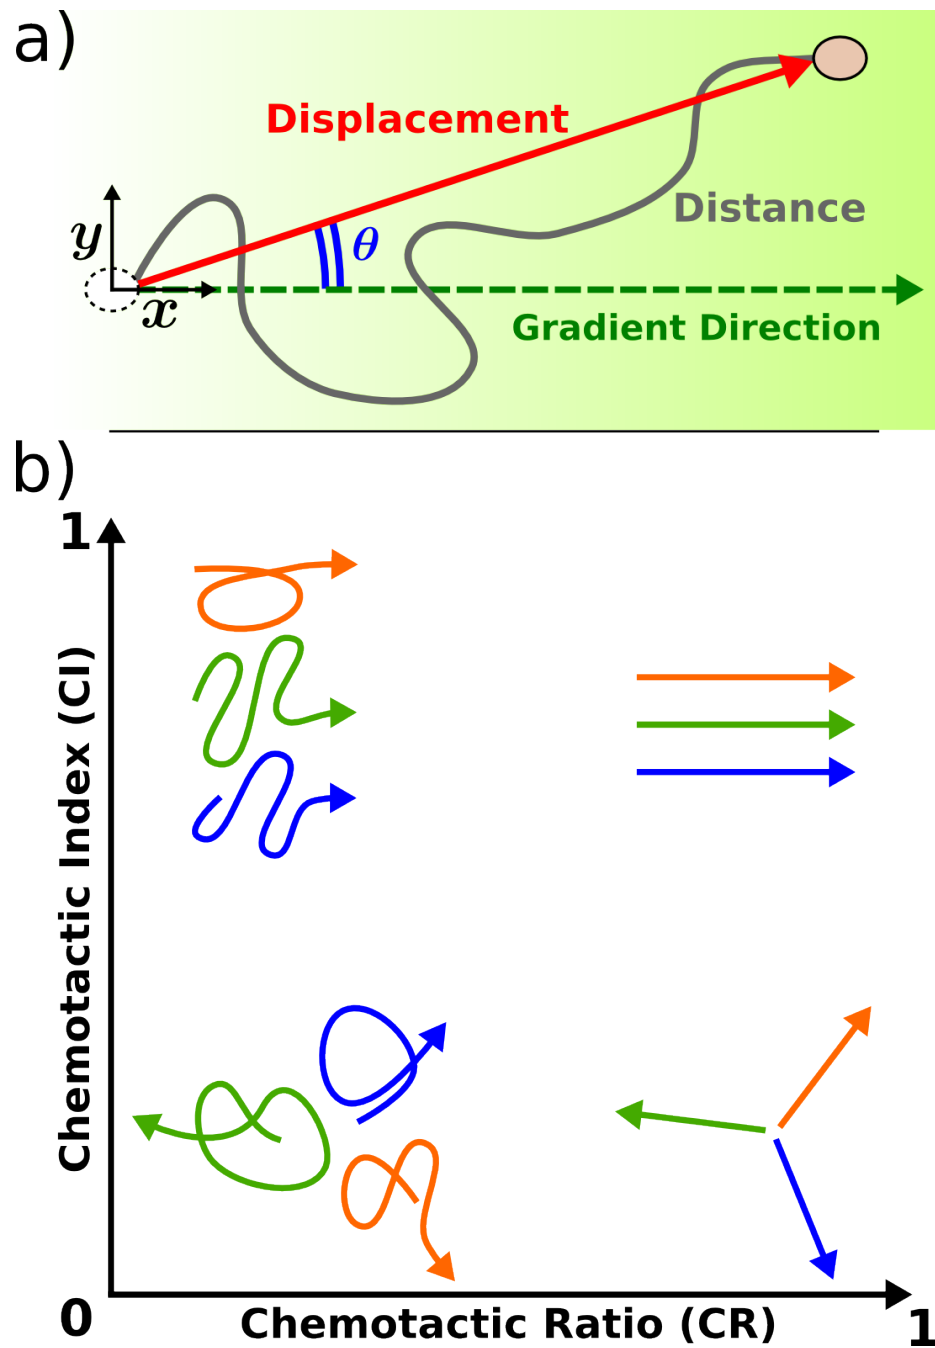 a)
Displacement
Distance
y
θ
x
Gradient Direction
b)
1
Chemotactic Index (CI)
0
Chemotactic Ratio (CR)
1